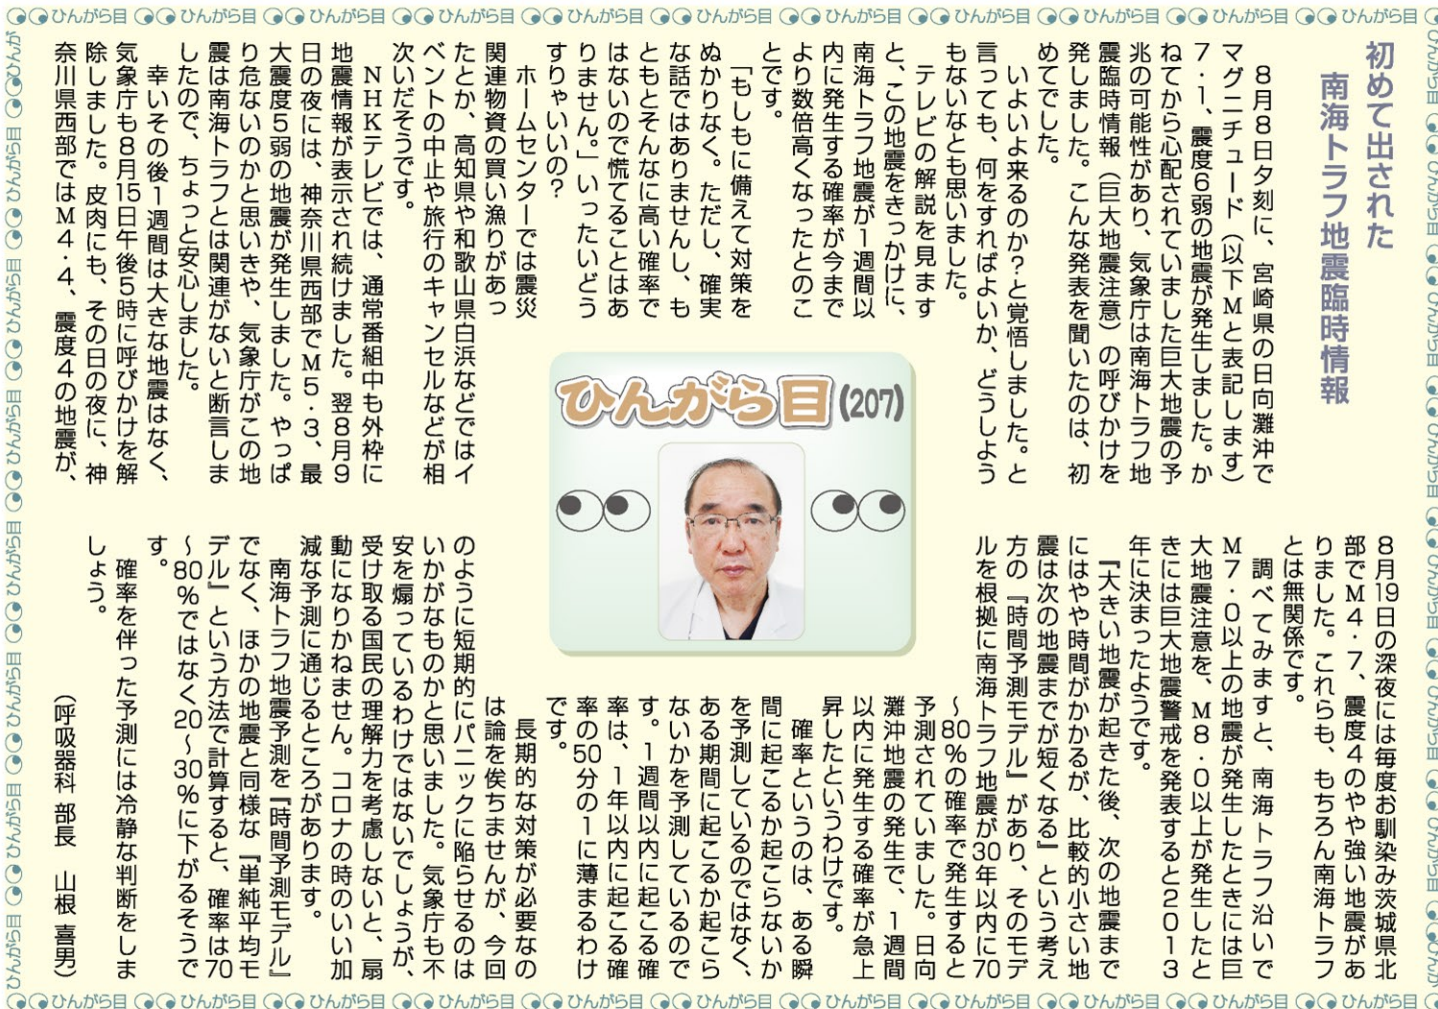 初めて出された
南海トラフ地震臨時情報
８月８日夕刻に、宮崎県の日向灘沖で
マグニチュード（以下Ｍと表記します）
７・１、震度６弱の地震が発生しました。か
ねてから心配されていました巨大地震の予
兆の可能性があり、気象庁は南海トラフ地
震臨時情報（巨大地震注意）の呼びかけを
発しました。こんな発表を聞いたのは、初
めてでした。
いよいよ来るのか？と覚悟しました。と
言っても、何をすればよいか、どうしよう
もないなとも思いました。
テレビの解説を見ます
と、この地震をきっかけに、
南海トラフ地震が１週間以
内に発生する確率が今まで
より数倍高くなったとのこ
とです。
「もしもに備えて対策を
ぬかりなく。ただし、確実
な話ではありませんし、も
ともとそんなに高い確率で
はないので慌てることはあ
りません。」いったいどう
すりゃいいの？
ホームセンターでは震災
関連物資の買い漁りがあっ
たとか、高知県や和歌山県白浜などではイ
ベントの中止や旅行のキャンセルなどが相
次いだそうです。
ＮＨＫテレビでは、通常番組中も外枠に
地震情報が表示され続けました。翌８月９
日の夜には、神奈川県西部でＭ５・３、最
大震度５弱の地震が発生しました。やっぱ
り危ないのかと思いきや、気象庁がこの地
震は南海トラフとは関連がないと断言しま
したので、ちょっと安心しました。
幸いその後１週間は大きな地震はなく、
気象庁も８月15日午後５時に呼びかけを解
除しました。皮肉にも、その日の夜に、神
奈川県西部ではＭ４・４、震度４の地震が、
ひんがら目(207)
８月19日の深夜には毎度お馴染み茨城県北
部でＭ４・７、震度４のやや強い地震があ
りました。これらも、もちろん南海トラフ
とは無関係です。
調べてみますと、南海トラフ沿いで
Ｍ７・０以上の地震が発生したときには巨
大地震注意を、Ｍ８・０以上が発生したと
きには巨大地震警戒を発表すると２０１３
年に決まったようです。
『大きい地震が起きた後、次の地震まで
にはやや時間がかかるが、比較的小さい地
震は次の地震までが短くなる』という考え
方の『時間予測モデル』があり、そのモデ
ルを根拠に南海トラフ地震が30年以内に70
～80％の確率で発生すると
予測されていました。日向
灘沖地震の発生で、１週間
以内に発生する確率が急上
昇したというわけです。
確率というのは、ある瞬
間に起こるか起こらないか
を予測しているのではなく、
ある期間に起こるか起こら
ないかを予測しているので
す。１週間以内に起こる確
率は、１年以内に起こる確
率の50分の１に薄まるわけ
です。
長期的な対策が必要なの
は論を俟ちませんが、今回
のように短期的にパニックに陥らせるのは
いかがなものかと思いました。気象庁も不
安を煽っているわけではないでしょうが、
受け取る国民の理解力を考慮しないと、扇
動になりかねません。コロナの時のいい加
減な予測に通じるところがあります。
南海トラフ地震予測を『時間予測モデル』
でなく、ほかの地震と同様な『単純平均モ
デル』という方法で計算すると、確率は70
～80％ではなく20～30％に下がるそうで
す。
確率を伴った予測には冷静な判断をしま
しょう。
（呼吸器科 部長 山根 喜男）